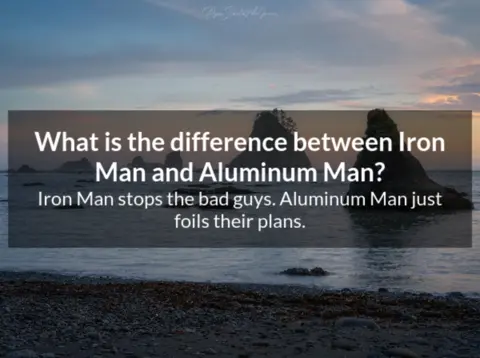 What is the difference between Iron
Man and Aluminum Man?
Iron Man stops the bad guys. Aluminum Man just
foils their plans.